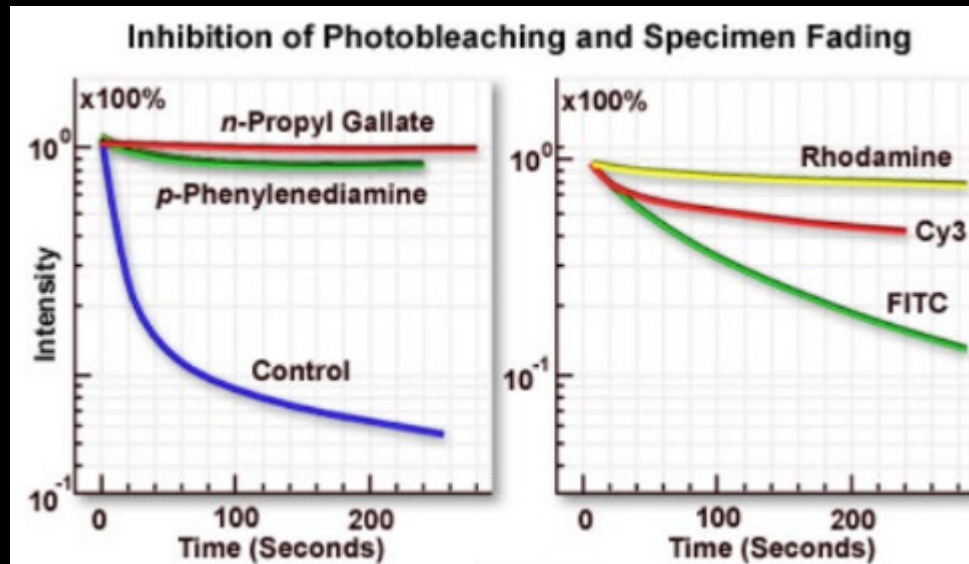 Inhibition of Photobleaching and Specimen Fading
x100%
n-Propyl Gallate
10⁰
p-Phenylenediamine
Intensity
Control
10⁻¹
0 100 200
Time (Seconds)
x100%
10⁰
Rhodamine
Cy3
FITC
10⁻¹
0 100 200
Time (Seconds)